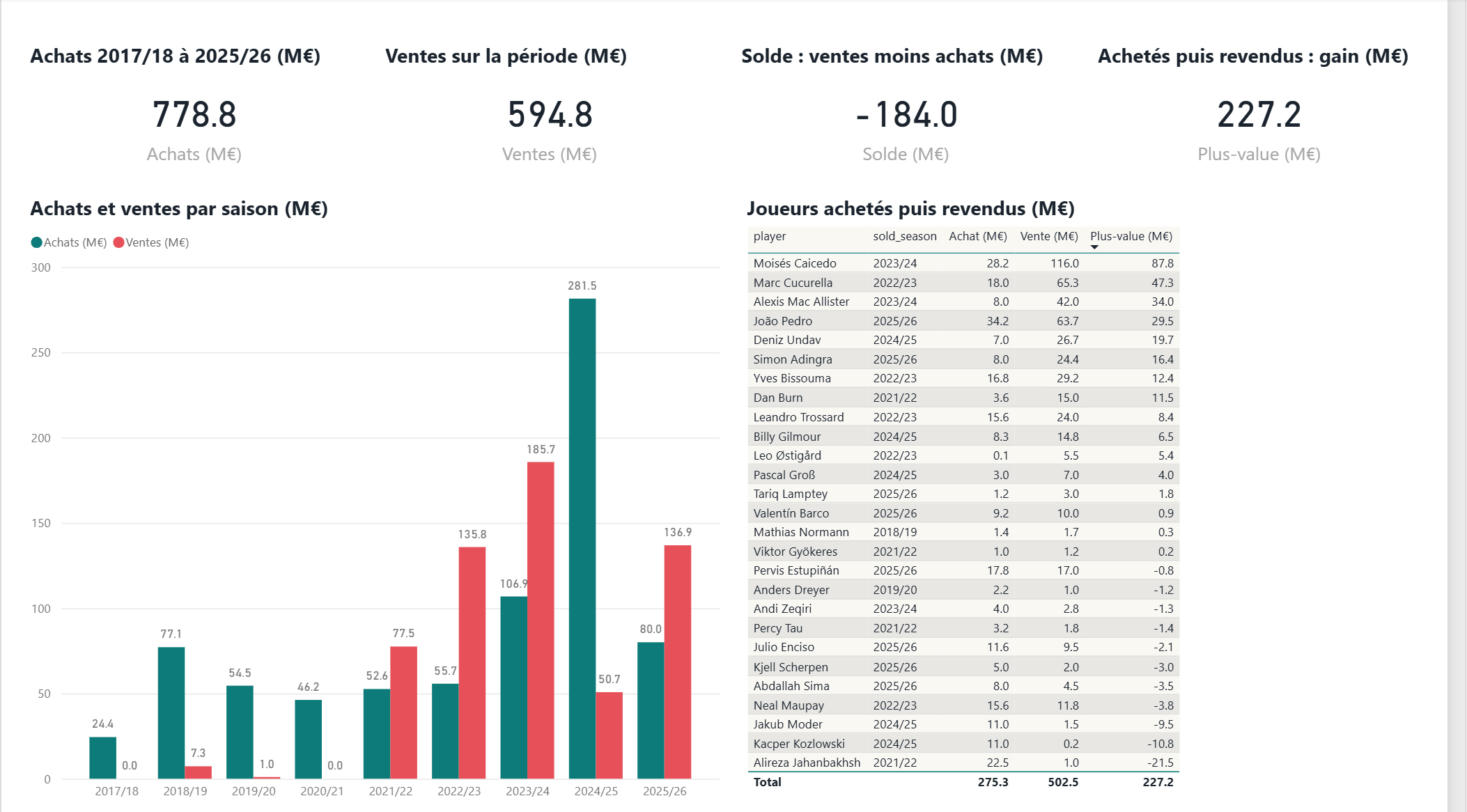 Achats 2017/18 à 2025/26 (M€)
Ventes sur la période (M€)
Solde : ventes moins achats (M€)
Achetés puis revendus : gain (M€)
778.8
594.8
-184.0
227.2
Achats (M€)
Ventes (M€)
Solde (M€)
Plus-value (M€)
Achats et ventes par saison (M€)
Achats (M€) Ventes (M€)
300
250
200
150
100
50
0
24.4
0.0
77.1
7.3
54.5
1.0
46.2
0.0
52.6
77.5
55.7
135.8
106.9
185.7
281.5
50.7
80.0
136.9
2017/18 2018/19 2019/20 2020/21 2021/22 2022/23 2023/24 2024/25 2025/26
Joueurs achetés puis revendus (M€)
player sold_season Achat (M€) Vente (M€) Plus-value (M€)
Moisés Caicedo 2023/24 28.2 116.0 87.8
Marc Cucurella 2022/23 18.0 65.3 47.3
Alexis Mac Allister 2023/24 8.0 42.0 34.0
João Pedro 2025/26 34.2 63.7 29.5
Deniz Undav 2024/25 7.0 26.7 19.7
Simon Adingra 2025/26 8.0 24.4 16.4
Yves Bissouma 2022/23 16.8 29.2 12.4
Dan Burn 2021/22 3.6 15.0 11.5
Leandro Trossard 2022/23 15.6 24.0 8.4
Billy Gilmour 2024/25 8.3 14.8 6.5
Leo Østigård 2022/23 0.1 5.5 5.4
Pascal Groß 2024/25 3.0 7.0 4.0
Tariq Lamptey 2025/26 1.2 3.0 1.8
Valentín Barco 2025/26 9.2 10.0 0.9
Mathias Normann 2018/19 1.4 1.7 0.3
Viktor Gyökeres 2021/22 1.0 1.2 0.2
Pervis Estupiñán 2025/26 17.8 17.0 -0.8
Anders Dreyer 2019/20 2.2 1.0 -1.2
Andi Zeqiri 2023/24 4.0 2.8 -1.3
Percy Tau 2021/22 3.2 1.8 -1.4
Julio Enciso 2025/26 11.6 9.5 -2.1
Kjell Scherpen 2025/26 5.0 2.0 -3.0
Abdallah Sima 2025/26 8.0 4.5 -3.5
Neal Maupay 2022/23 15.6 11.8 -3.8
Jakub Moder 2024/25 11.0 1.5 -9.5
Kacper Kozlowski 2024/25 11.0 0.2 -10.8
Alireza Jahanbakhsh 2021/22 22.5 1.0 -21.5
Total 275.3 502.5 227.2